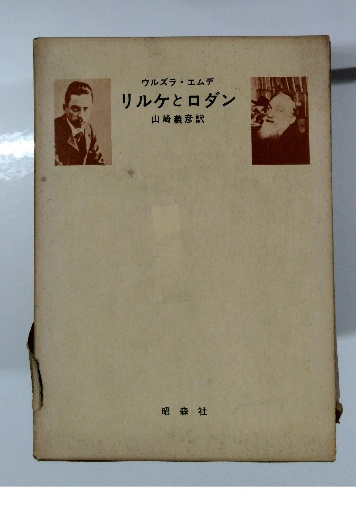 ウルズラ・エムデ
リルケとロダン
山崎義彦訳
昭森社